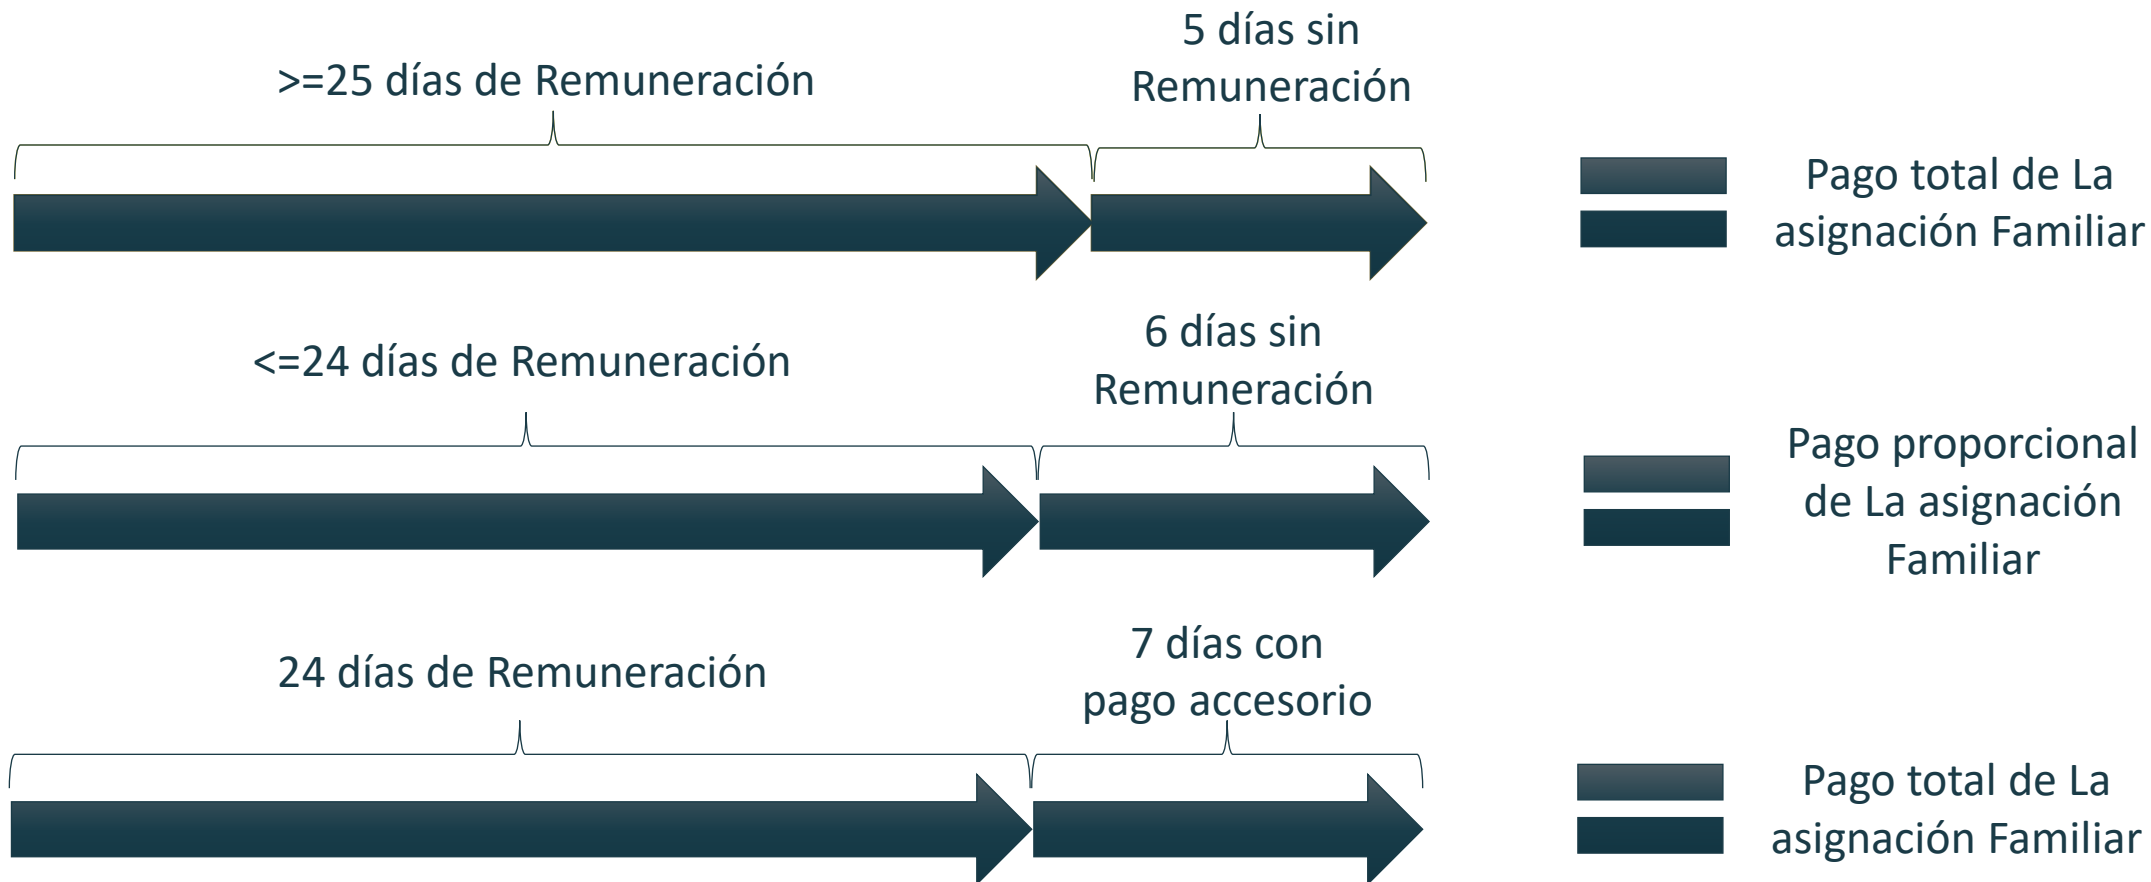 >=25 días de Remuneración
5 días sin
Remuneración
Pago total de La
asignación Familiar
<=24 días de Remuneración
6 días sin
Remuneración
Pago proporcional
de La asignación
Familiar
24 días de Remuneración
7 días con
pago accesorio
Pago total de La
asignación Familiar